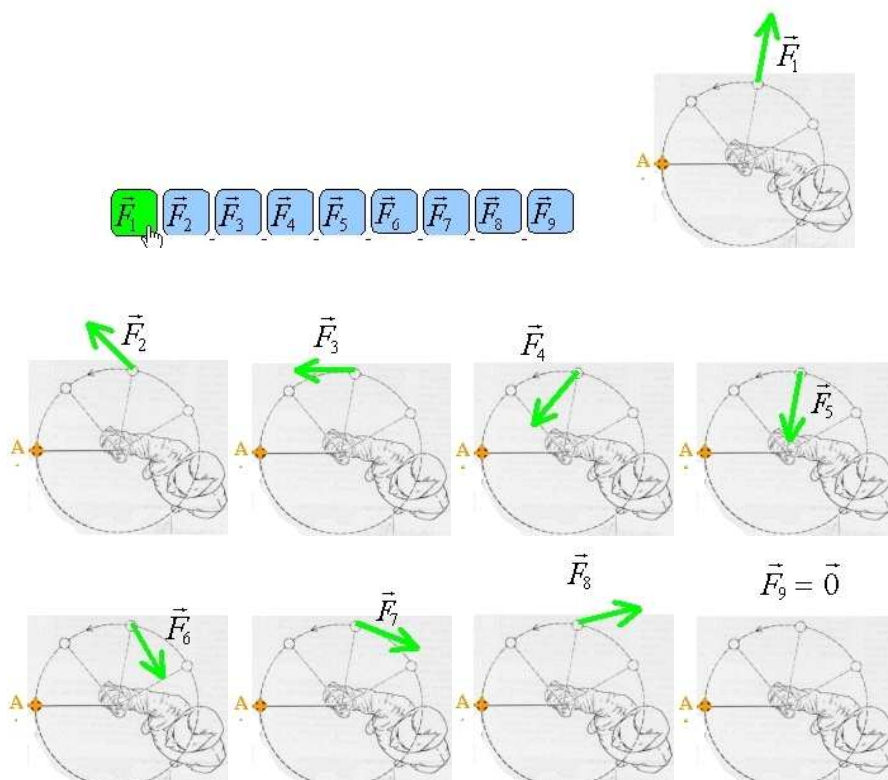 F⃗1
A
F⃗1 F⃗2 F⃗3 F⃗4 F⃗5 F⃗6 F⃗7 F⃗8 F⃗9
F⃗2
A
F⃗3
A
F⃗4
A
F⃗5
A
F⃗6
A
F⃗7
A
F⃗8
A
F⃗9 = 0⃗
A